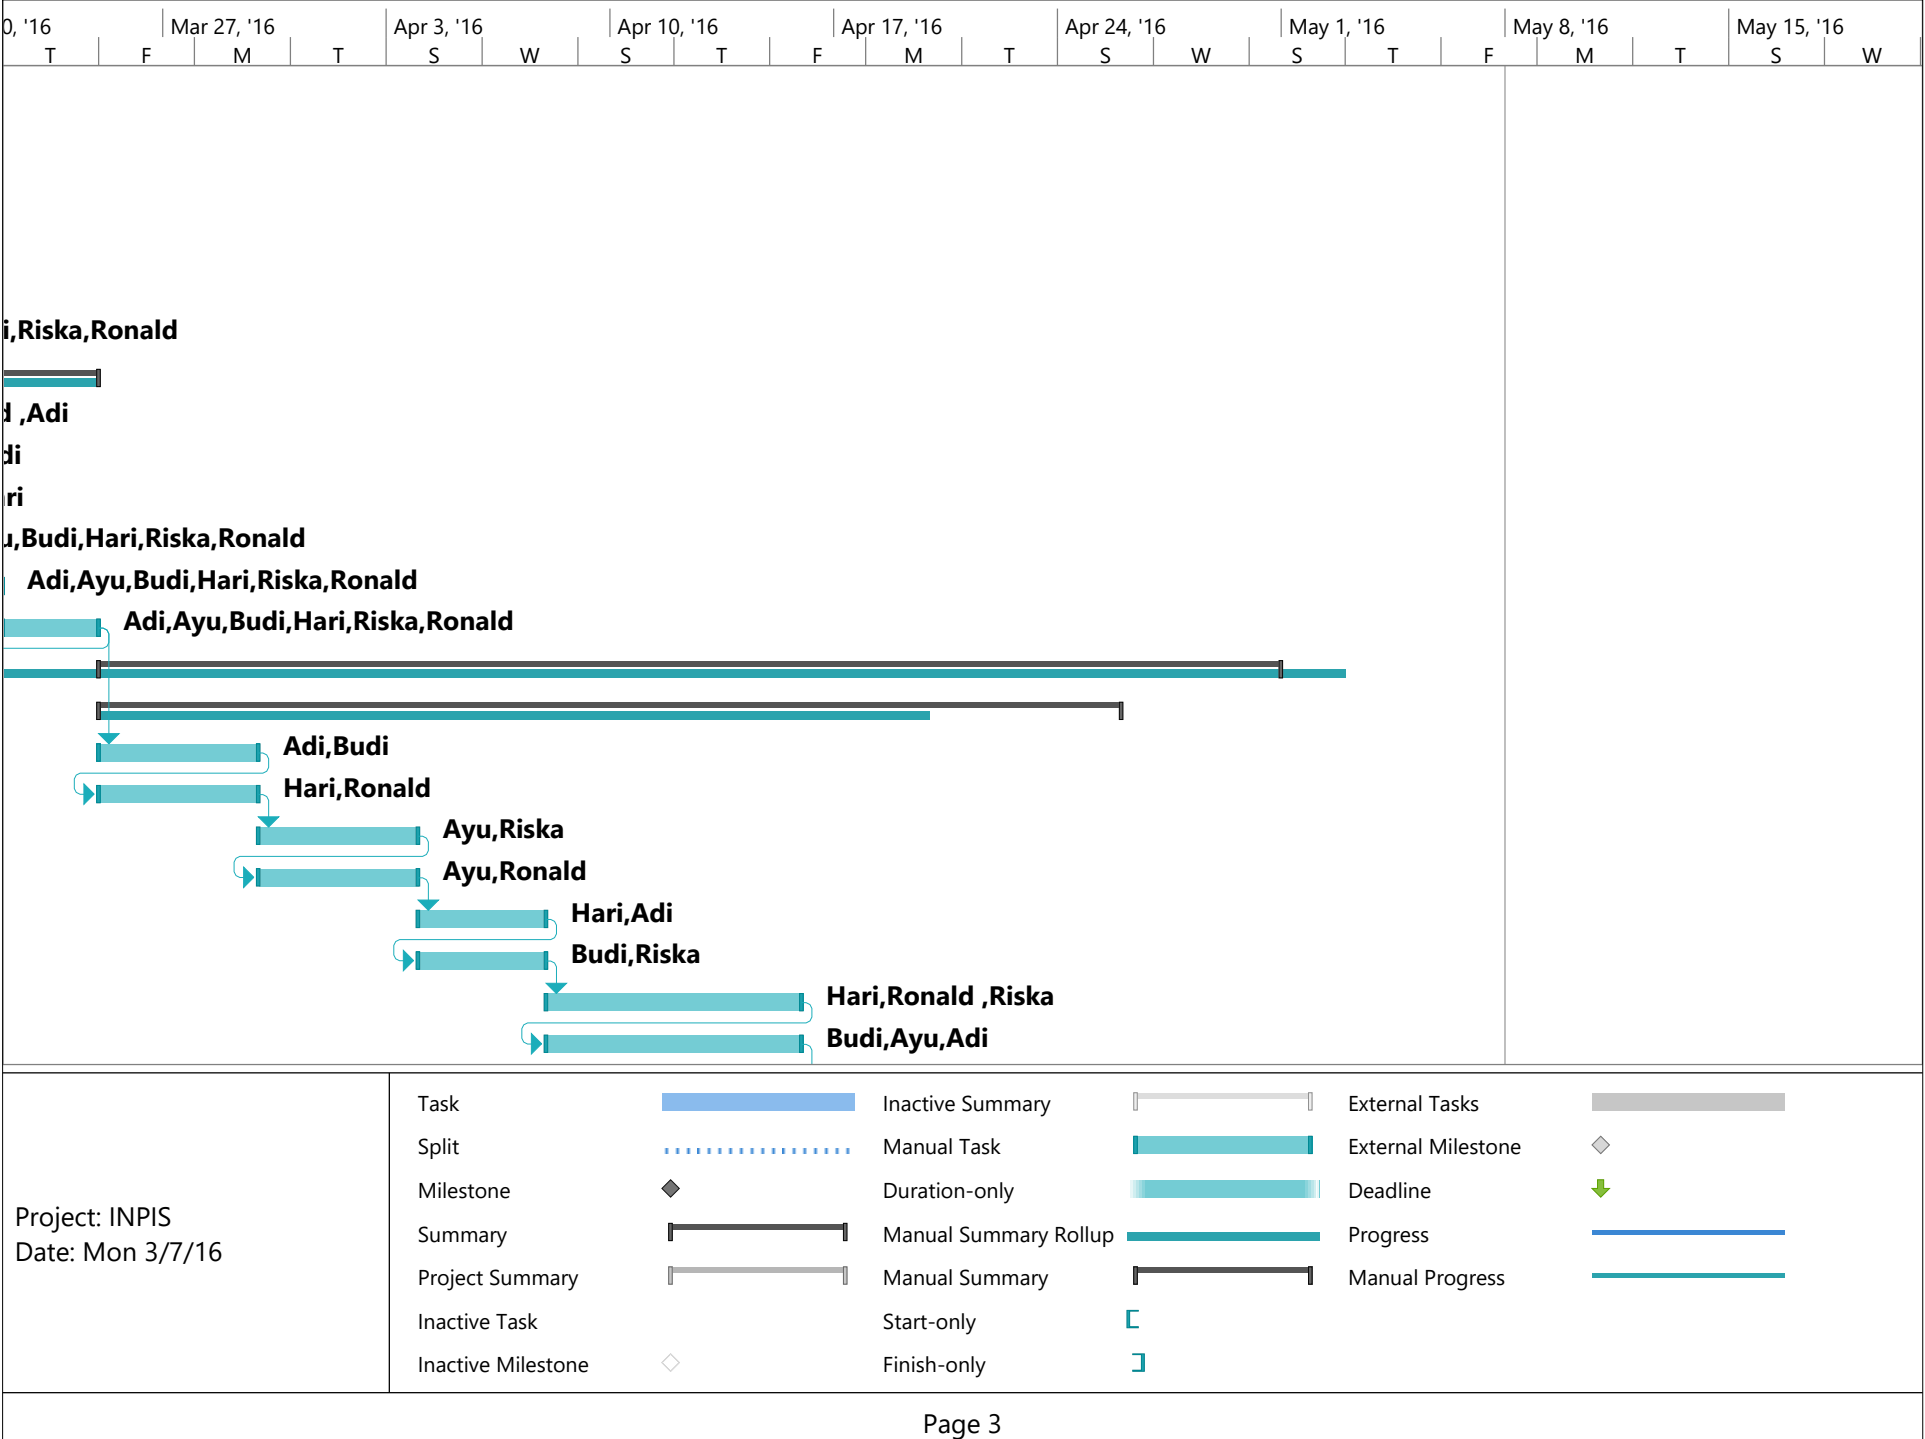 0, '16 Mar 27, '16 Apr 3, '16 Apr 10, '16 Apr 17, '16 Apr 24, '16 May 1, '16 May 8, '16 May 15, '16
T F M T S W S T F M T S W S T F M T S W
i,Riska,Ronald
d ,Adi
di
ri
u,Budi,Hari,Riska,Ronald
Adi,Ayu,Budi,Hari,Riska,Ronald
Adi,Ayu,Budi,Hari,Riska,Ronald
Adi,Budi
Hari,Ronald
Ayu,Riska
Ayu,Ronald
Hari,Adi
Budi,Riska
Hari,Ronald ,Riska
Budi,Ayu,Adi
Project: INPIS
Date: Mon 3/7/16
Task
Split
Milestone
Summary
Project Summary
Inactive Task
Inactive Milestone
Inactive Summary
Manual Task
Duration-only
Manual Summary Rollup
Manual Summary
Start-only
Finish-only
External Tasks
External Milestone
Deadline
Progress
Manual Progress
Page 3